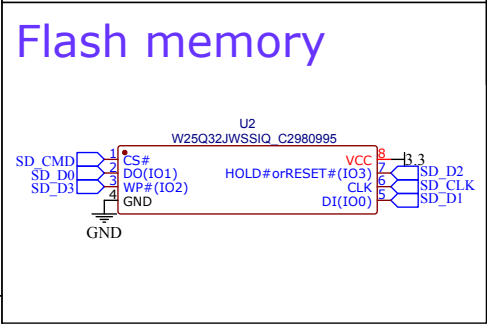 Flash memory
U2
W25Q32JWSSIQ_C2980995
SD_CMD 1 CS# VCC 8 3.3
SD_D0 2 DO(IO1) HOLD#orRESET#(IO3) 7 SD_D2
SD_D3 3 WP#(IO2) CLK 6 SD_CLK
4 GND DI(IO0) 5 SD_D1
GND